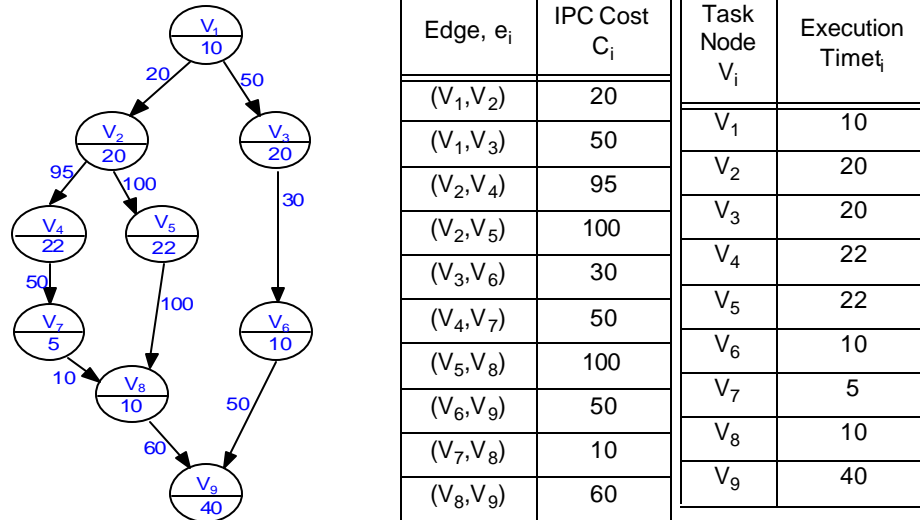 V1
10
20
50
V2
20
V3
20
95
100
30
V4
22
V5
22
50
100
V7
5
V6
10
10
V8
10
50
60
V9
40
Edge, ei IPC Cost Ci
(V1,V2) 20
(V1,V3) 50
(V2,V4) 95
(V2,V5) 100
(V3,V6) 30
(V4,V7) 50
(V5,V8) 100
(V6,V9) 50
(V7,V8) 10
(V8,V9) 60
Task Node Vi Execution Timeti
V1 10
V2 20
V3 20
V4 22
V5 22
V6 10
V7 5
V8 10
V9 40